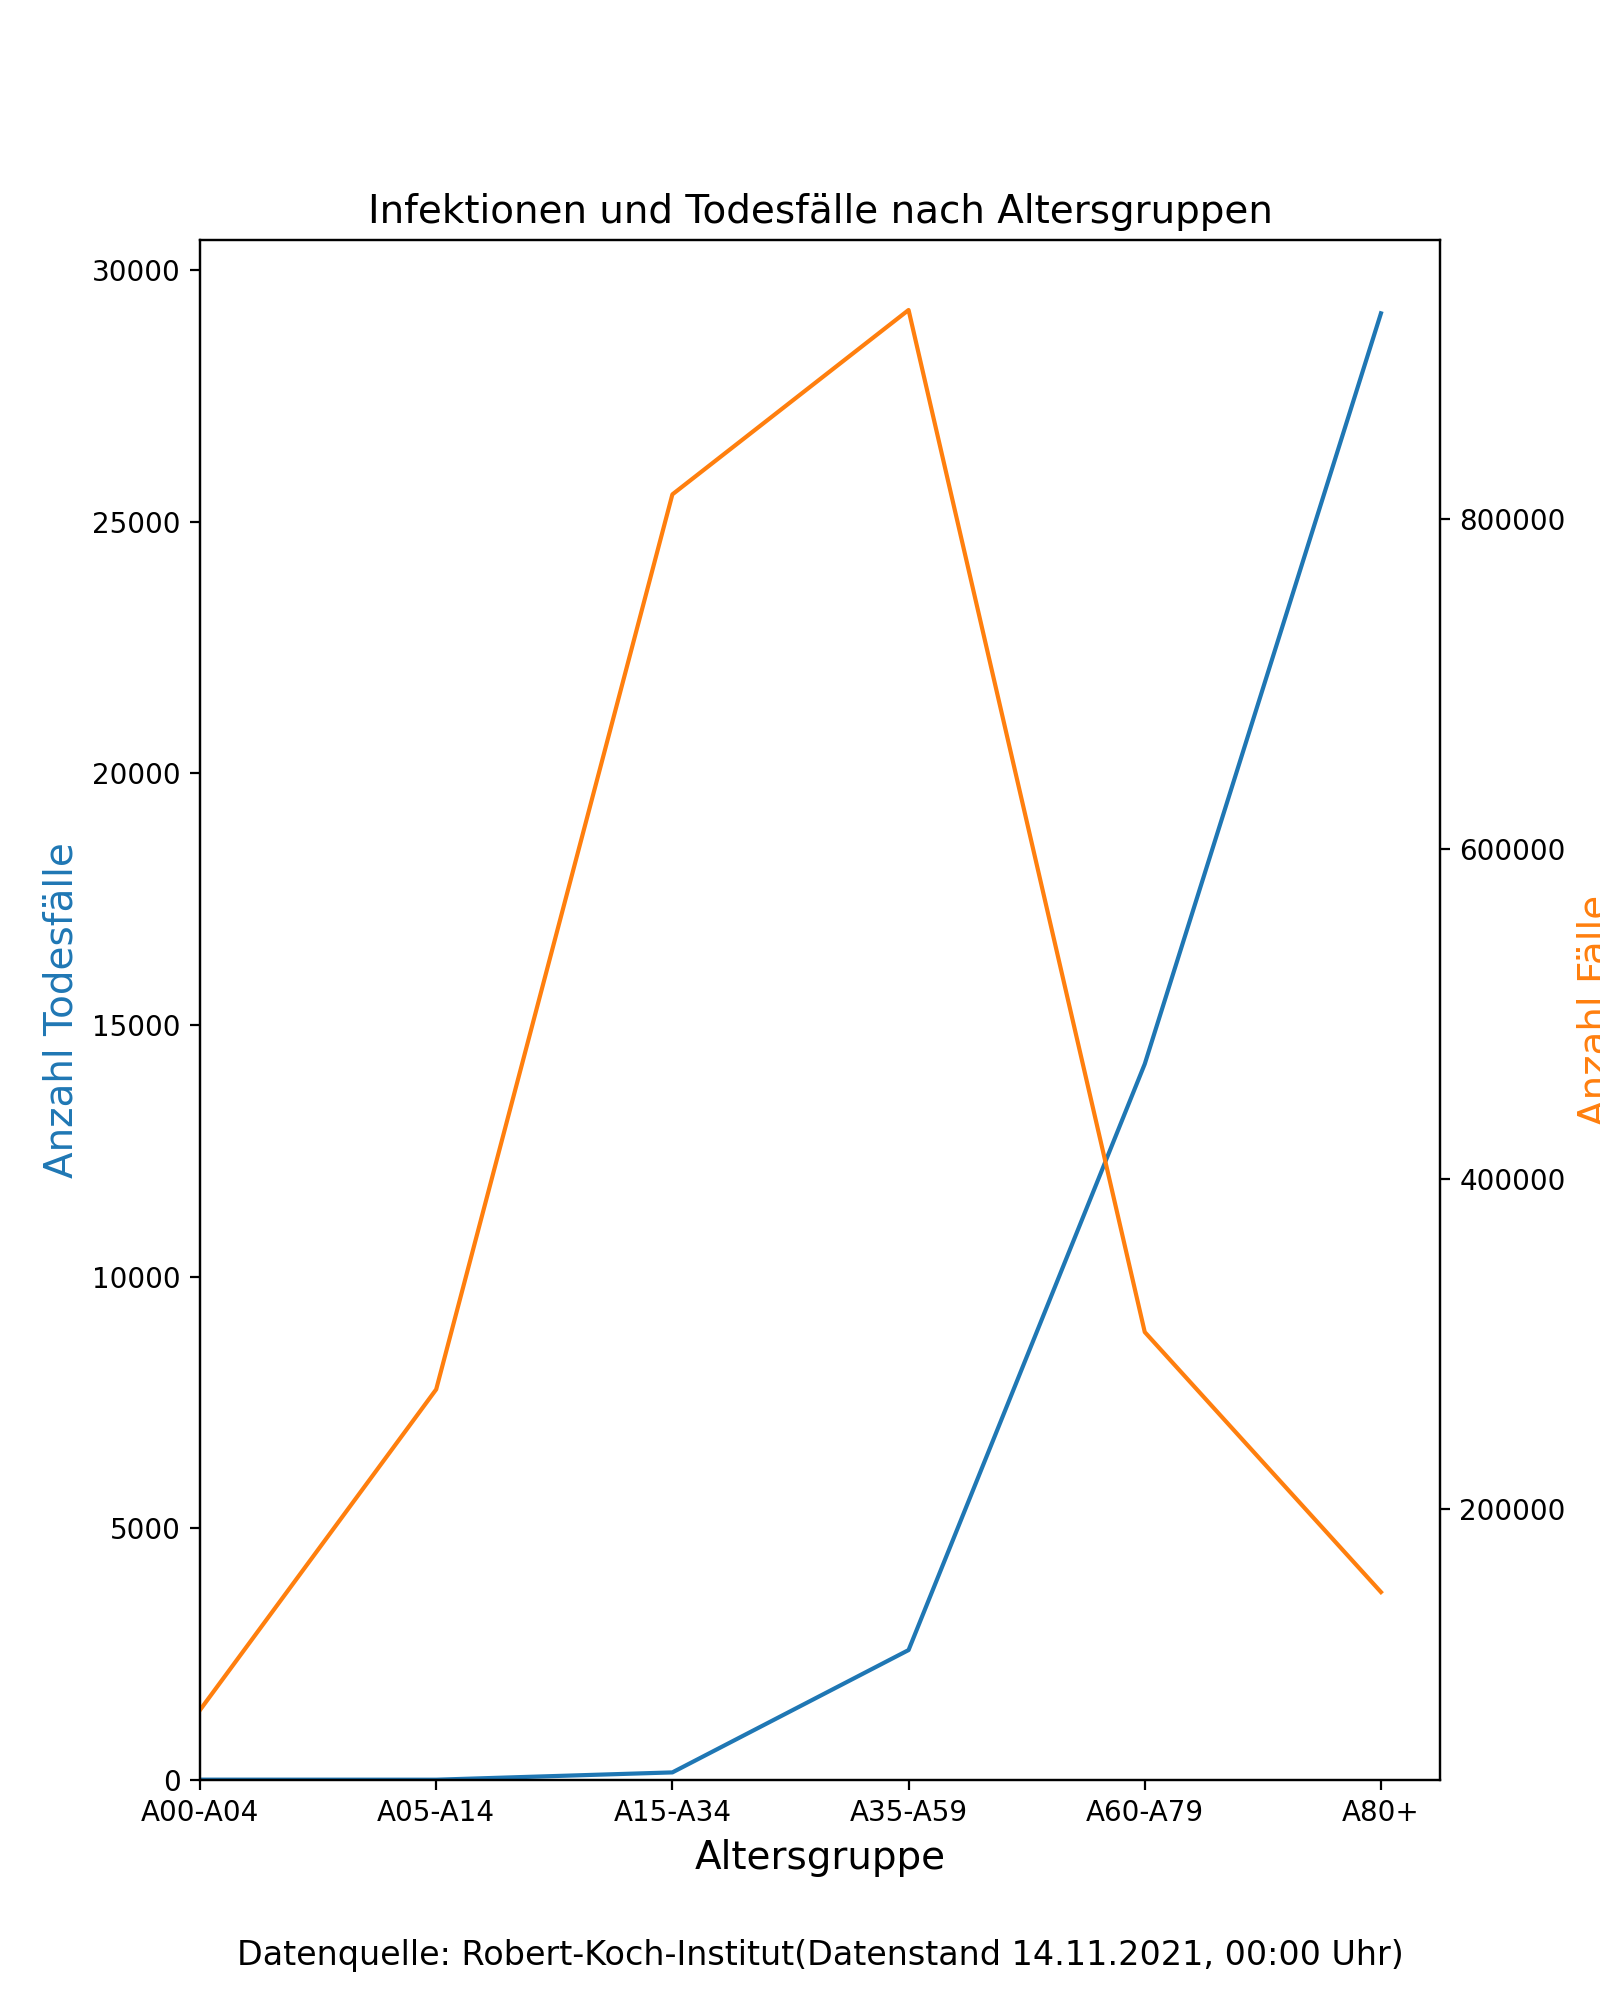 Infektionen und Todesfälle nach Altersgruppen
30000
25000
20000
15000
10000
5000
0
Anzahl Todesfälle
800000
600000
400000
200000
Anzahl Fälle
A00-A04 A05-A14 A15-A34 A35-A59 A60-A79 A80+
Altersgruppe
Datenquelle: Robert-Koch-Institut(Datenstand 14.11.2021, 00:00 Uhr)